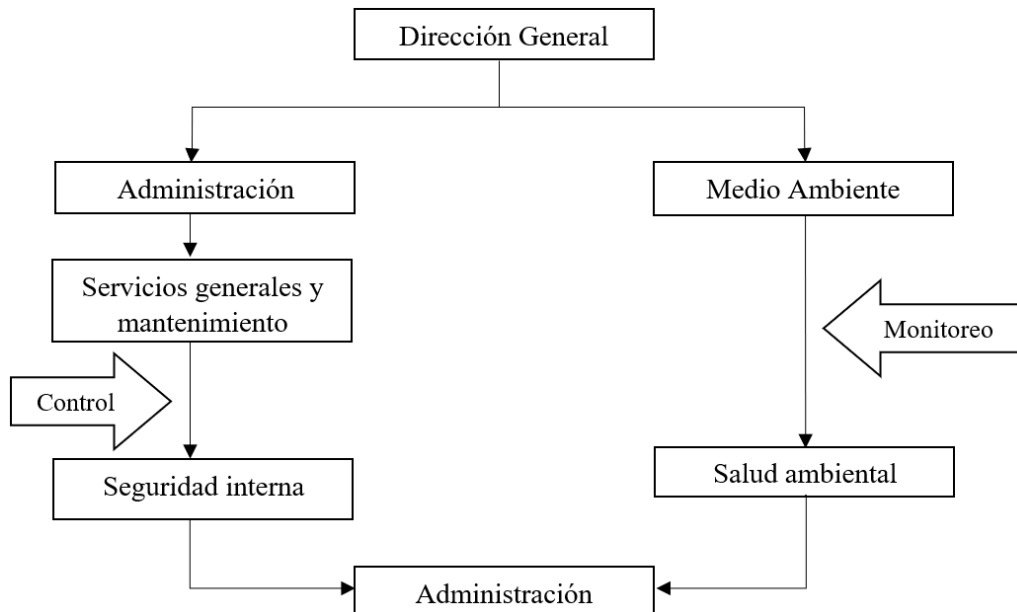 Dirección General
Administración
Medio Ambiente
Servicios generales y
mantenimiento
Monitoreo
Control
Seguridad interna
Salud ambiental
Administración